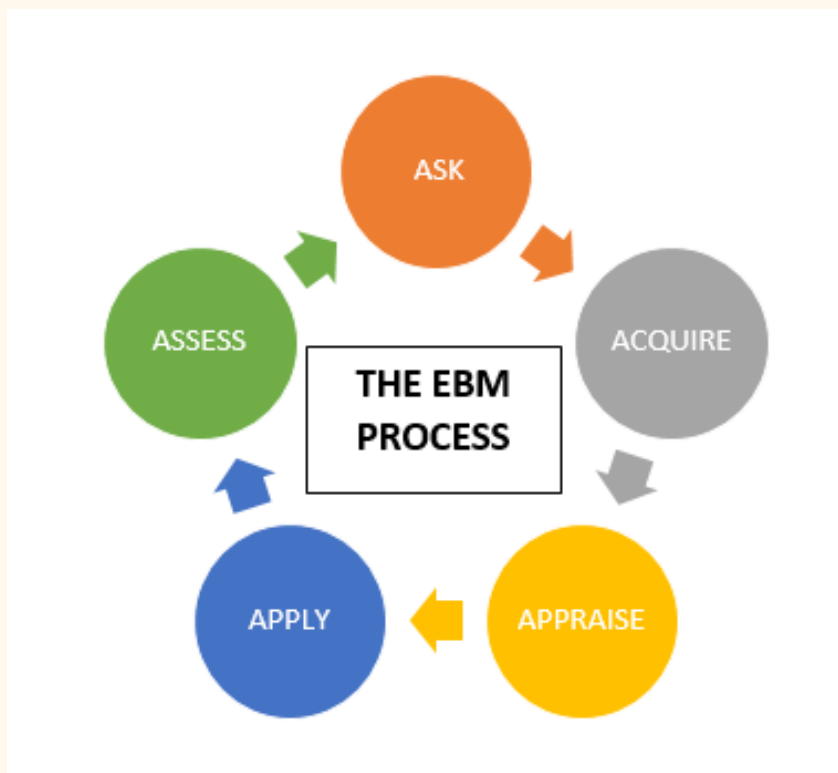 ASK
ACQUIRE
APPRAISE
APPLY
ASSESS
THE EBM
PROCESS